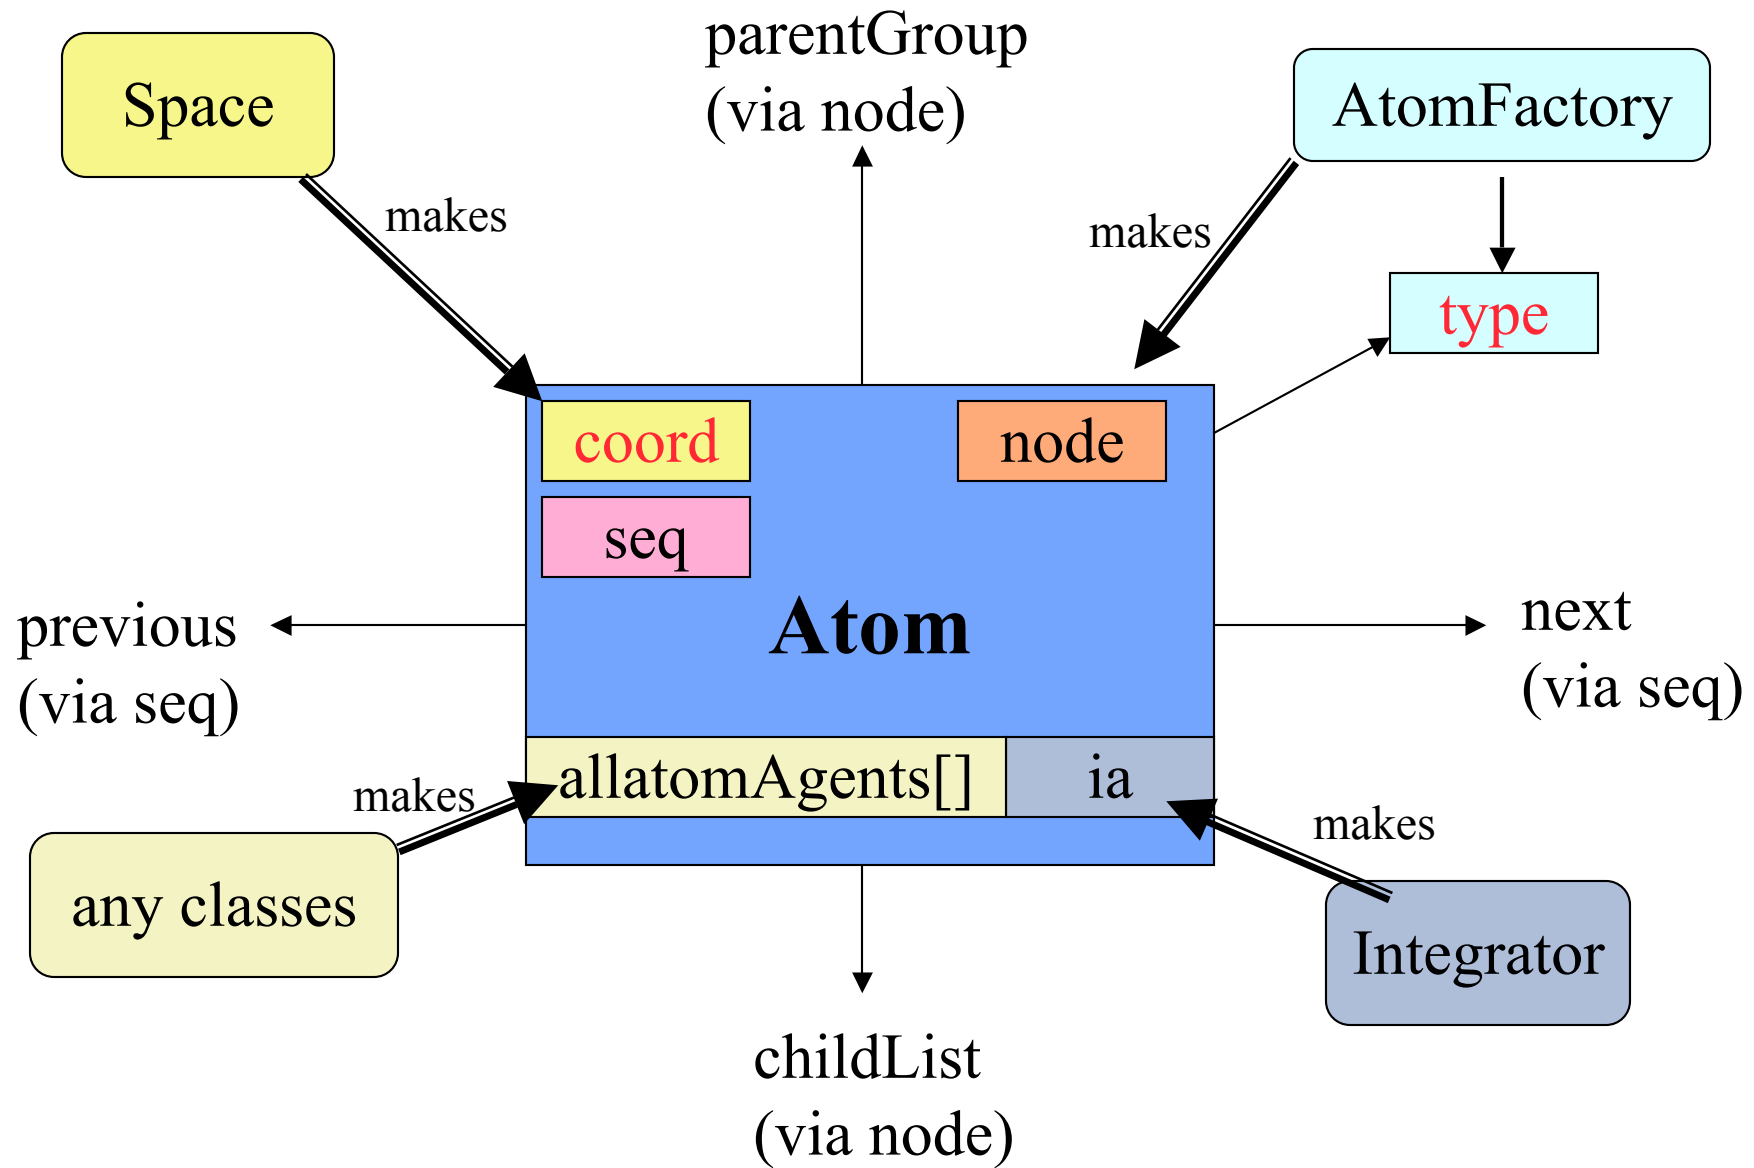 parentGroup
(via node)
Space
AtomFactory
makes
makes
type
coord
node
seq
Atom
previous
(via seq)
next
(via seq)
allatomAgents[]
ia
makes
makes
any classes
Integrator
childList
(via node)